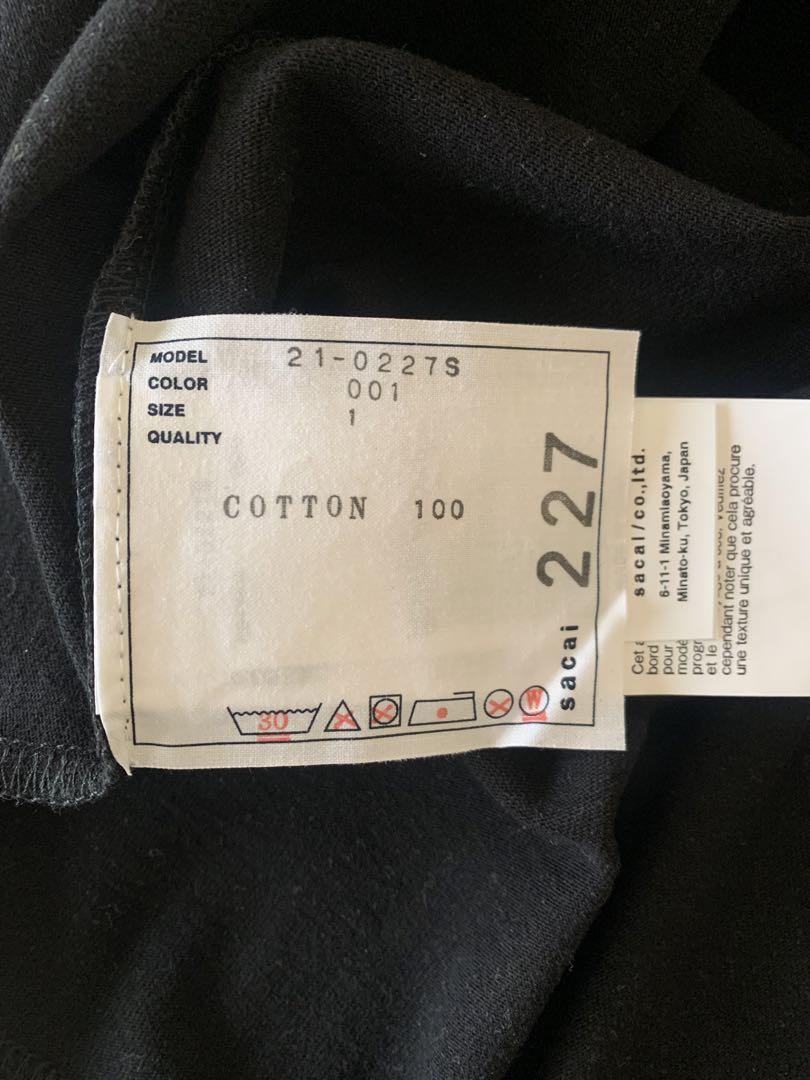 MODEL 21-0227S
COLOR 001
SIZE 1
QUALITY
COTTON 100
sacai 227
30
W
sacai/co.,ltd.
6-11-1 Minamiaoyama,
Minato-ku, Tokyo, Japan
Cet
bord
pour
et le
cependant noter que cela procure
une texture unique et agréable.